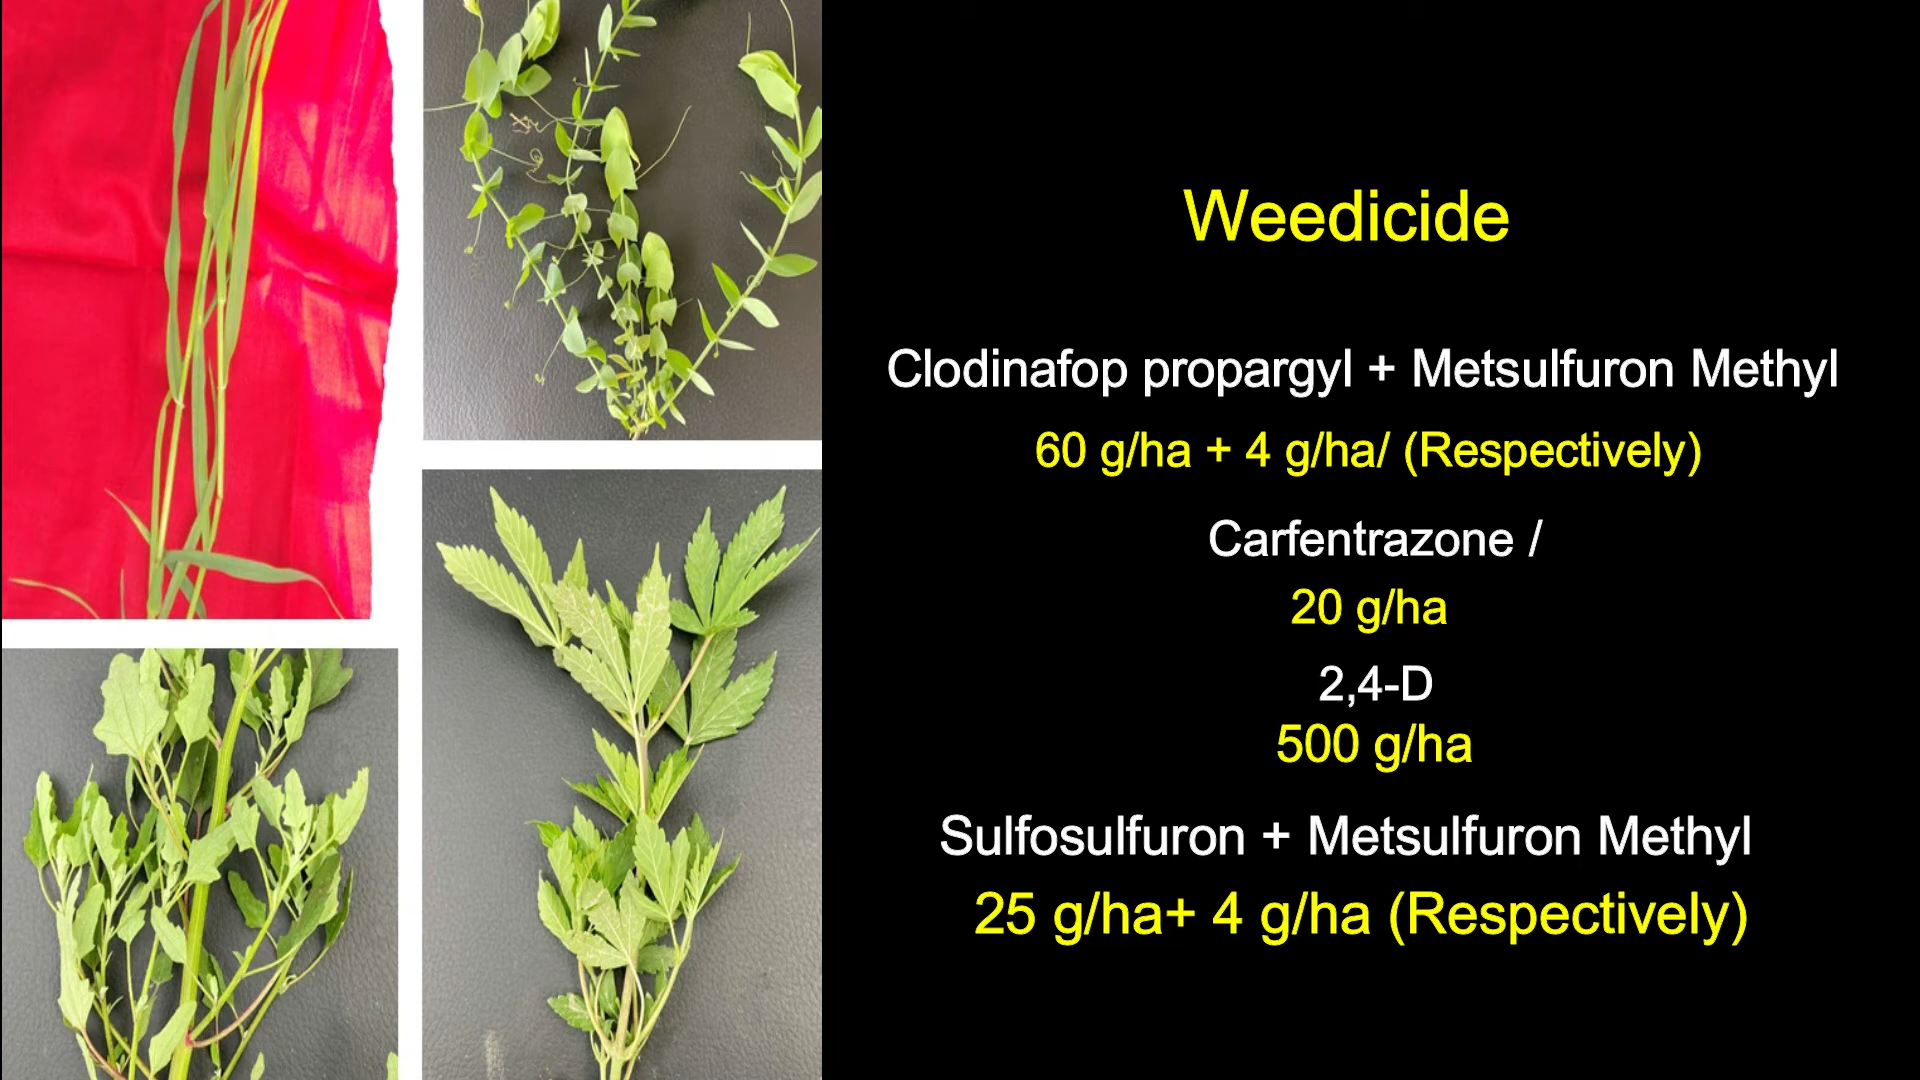 Weedicide
Clodinafop propargyl + Metsulfuron Methyl
60 g/ha + 4 g/ha/ (Respectively)
Carfentrazone /
20 g/ha
2,4-D
500 g/ha
Sulfosulfuron + Metsulfuron Methyl
25 g/ha+ 4 g/ha (Respectively)